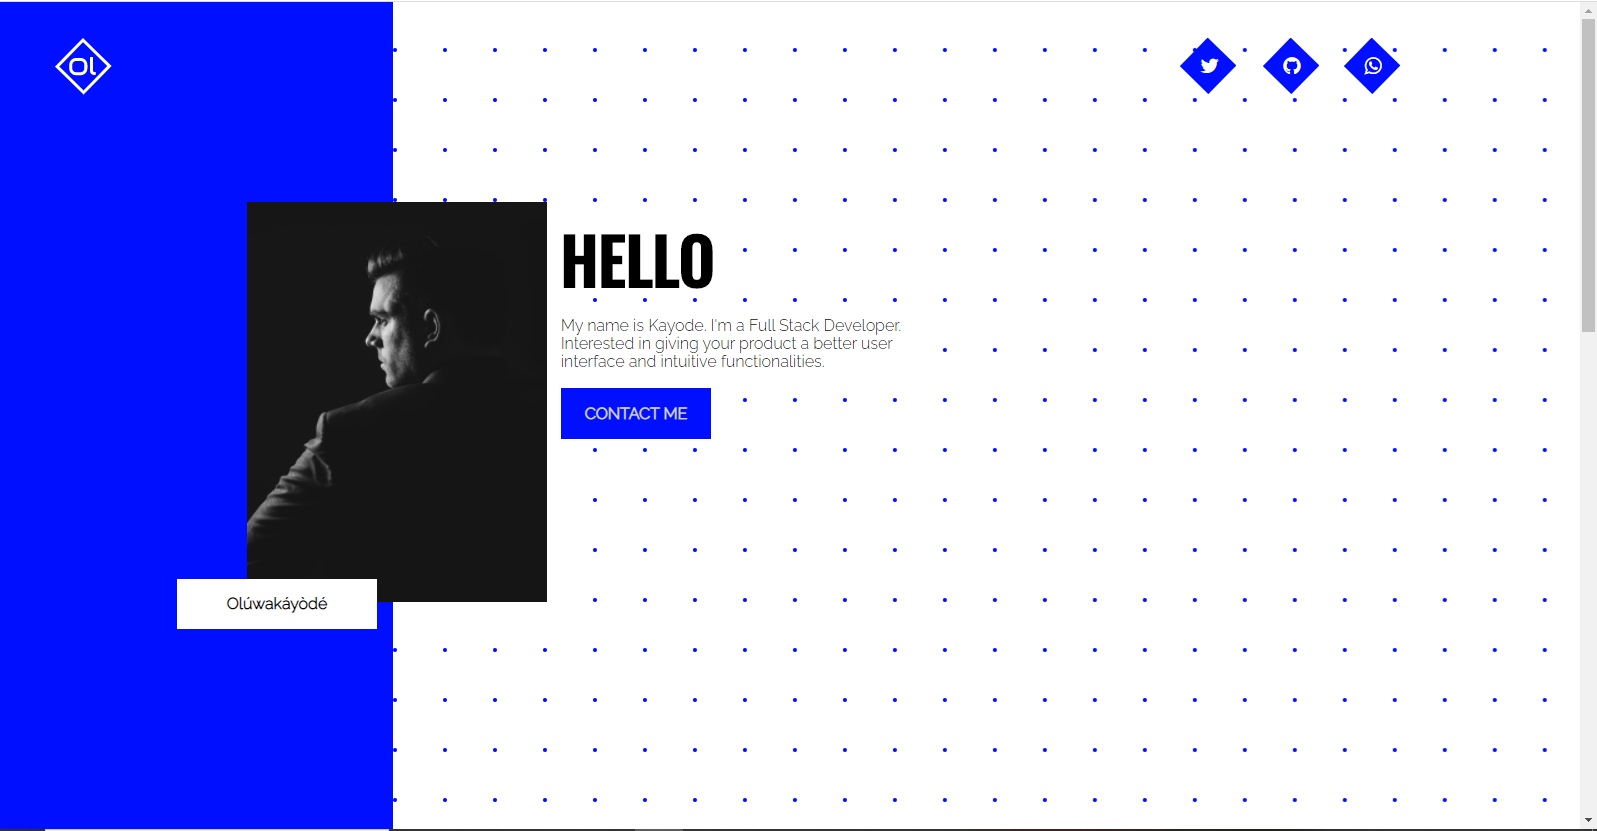 Ol
HELLO
My name is Kayode. I'm a Full Stack Developer.
Interested in giving your product a better user
interface and intuitive functionalities.
CONTACT ME
Olúwakáyòdé